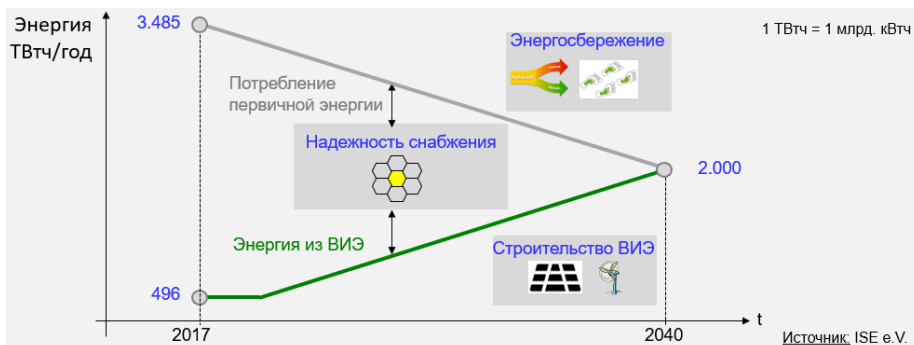 Энергия
ТВтч/год
3.485
1 ТВтч = 1 млрд. кВтч
Энергосбережение
Потребление
первичной энергии
Надежность снабжения
2.000
Энергия из ВИЭ
Строительство ВИЭ
496
t
2017
2040
Источник: ISE e.V.